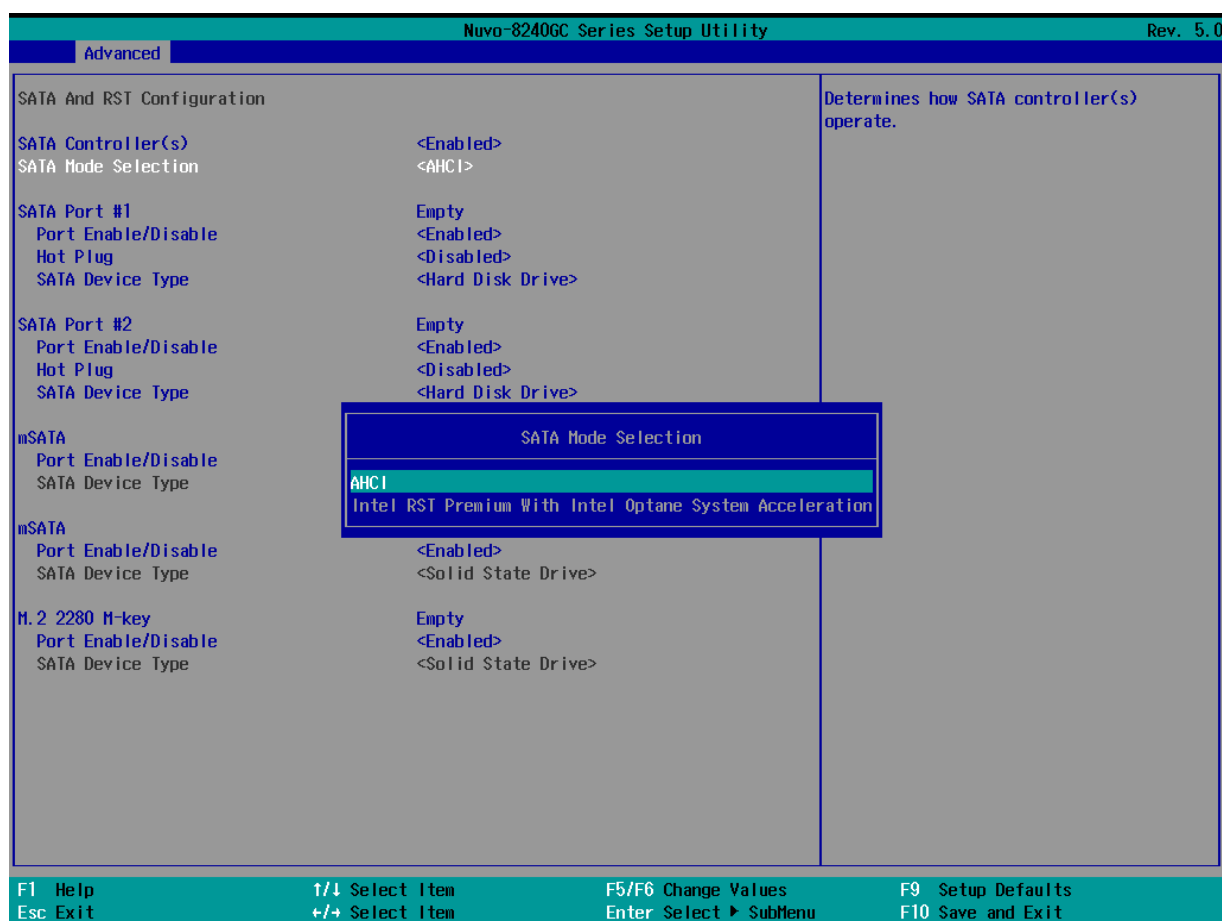 Nuvo-8240GC Series Setup Utility Rev. 5.0
Advanced
SATA And RST Configuration
Determines how SATA controller(s)
operate.
SATA Controller(s) <Enabled>
SATA Mode Selection <AHCI>
SATA Port #1 Empty
Port Enable/Disable <Enabled>
Hot Plug <Disabled>
SATA Device Type <Hard Disk Drive>
SATA Port #2 Empty
Port Enable/Disable <Enabled>
Hot Plug <Disabled>
SATA Device Type <Hard Disk Drive>
mSATA
Port Enable/Disable
SATA Device Type
SATA Mode Selection
AHCI
Intel RST Premium With Intel Optane System Acceleration
mSATA
Port Enable/Disable <Enabled>
SATA Device Type <Solid State Drive>
M.2 2280 M-key Empty
Port Enable/Disable <Enabled>
SATA Device Type <Solid State Drive>
F1 Help ↑/↓ Select Item F5/F6 Change Values F9 Setup Defaults
Esc Exit ←/→ Select Item Enter Select ▶ SubMenu F10 Save and Exit